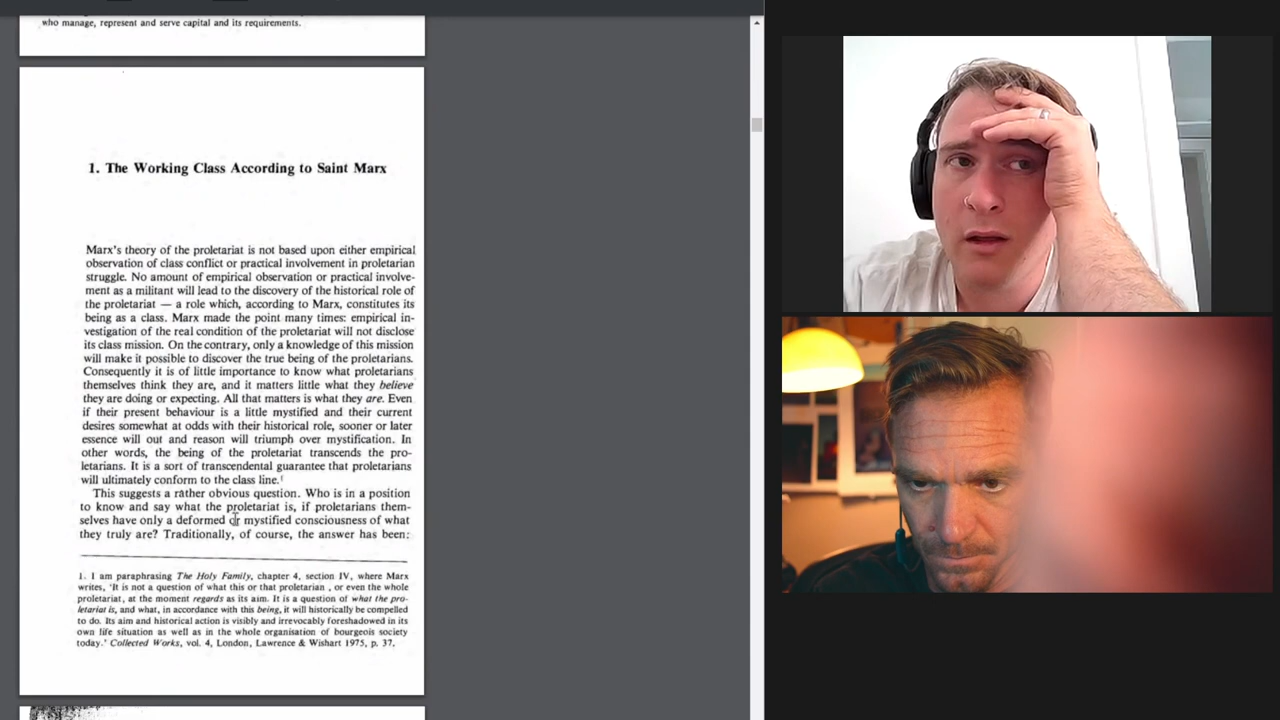 who manage, represent and serve capital and its requirements.
1. The Working Class According to Saint Marx
Marx's theory of the proletariat is not based upon either empirical
observation of class conflict or practical involvement in proletarian
struggle. No amount of empirical observation or practical involve-
ment as a militant will lead to the discovery of the historical role of
the proletariat — a role which, according to Marx, constitutes its
being as a class. Marx made the point many times: empirical in-
vestigation of the real condition of the proletariat will not disclose
its class mission. On the contrary, only a knowledge of this mission
will make it possible to discover the true being of the proletarians.
Consequently it is of little importance to know what proletarians
themselves think they are, and it matters little what they believe
they are doing or expecting. All that matters is what they are. Even
if their present behaviour is a little mystified and their current
desires somewhat at odds with their historical role, sooner or later
essence will out and reason will triumph over mystification. In
other words, the being of the proletariat transcends the pro-
letarians. It is a sort of transcendental guarantee that proletarians
will ultimately conform to the class line.¹
This suggests a rather obvious question. Who is in a position
to know and say what the proletariat is, if proletarians them-
selves have only a deformed or mystified consciousness of what
they truly are? Traditionally, of course, the answer has been:
1. I am paraphrasing The Holy Family, chapter 4, section IV, where Marx
writes, 'It is not a question of what this or that proletarian , or even the whole
proletariat, at the moment regards as its aim. It is a question of what the pro-
letariat is, and what, in accordance with this being, it will historically be compelled
to do. Its aim and historical action is visibly and irrevocably foreshadowed in its
own life situation as well as in the whole organisation of bourgeois society
today.' Collected Works, vol. 4, London, Lawrence & Wishart 1975, p. 37.